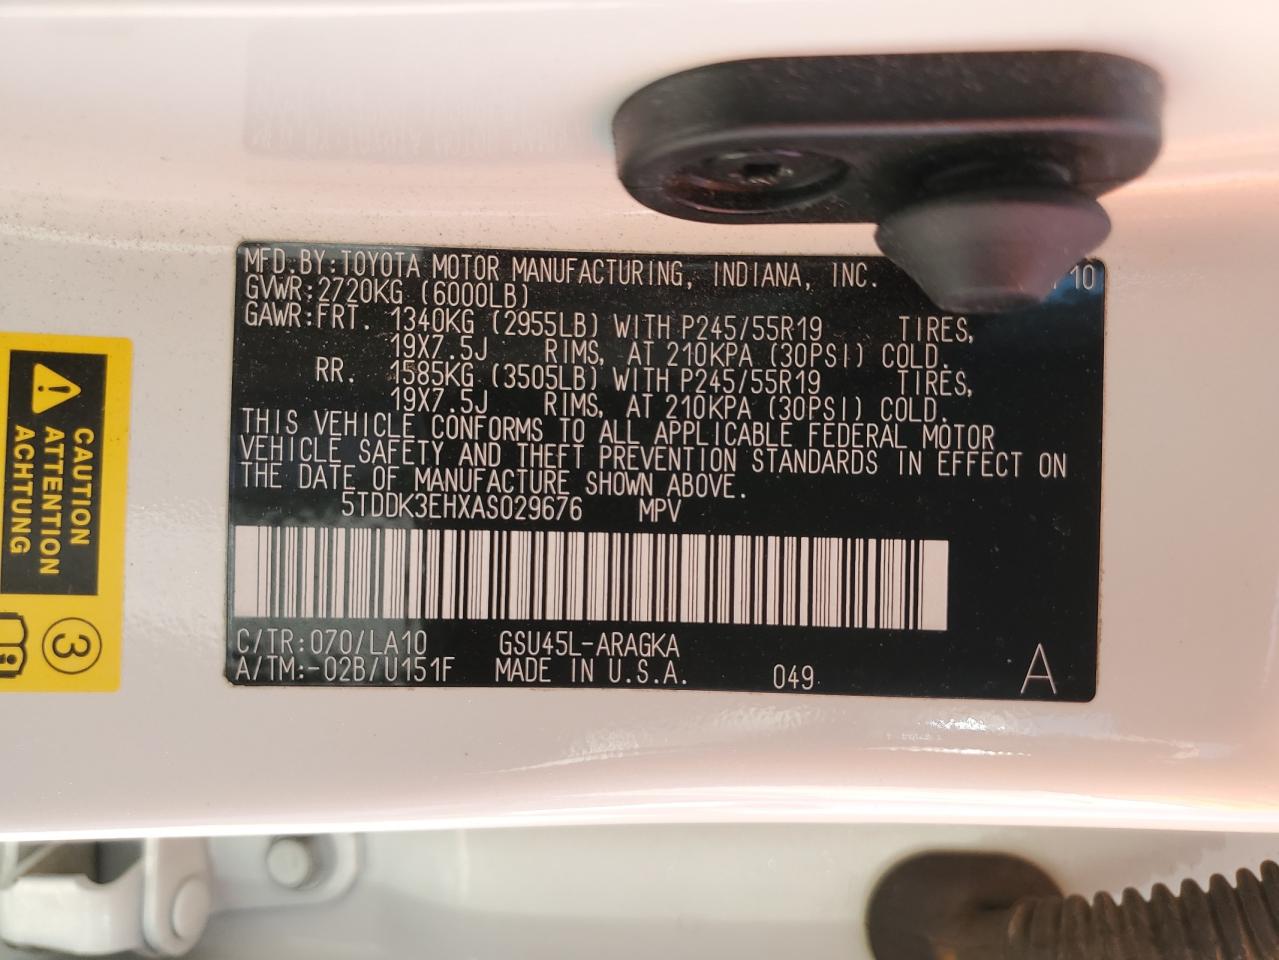 MFD.BY:TOYOTA MOTOR MANUFACTURING, INDIANA, INC. 10
GVWR:2720KG (6000LB)
GAWR:FRT. 1340KG (2955LB) WITH P245/55R19 TIRES,
19X7.5J RIMS, AT 210KPA (30PSI) COLD.
RR. 1585KG (3505LB) WITH P245/55R19 TIRES,
19X7.5J RIMS, AT 210KPA (30PSI) COLD.
THIS VEHICLE CONFORMS TO ALL APPLICABLE FEDERAL MOTOR
VEHICLE SAFETY AND THEFT PREVENTION STANDARDS IN EFFECT ON
THE DATE OF MANUFACTURE SHOWN ABOVE.
5TDDK3EHXAS029676 MPV
C/TR:070/LA10 GSU45L-ARAGKA
A/TM:-02B/U151F MADE IN U.S.A. 049 A
CAUTION
ATTENTION
ACHTUNG
3